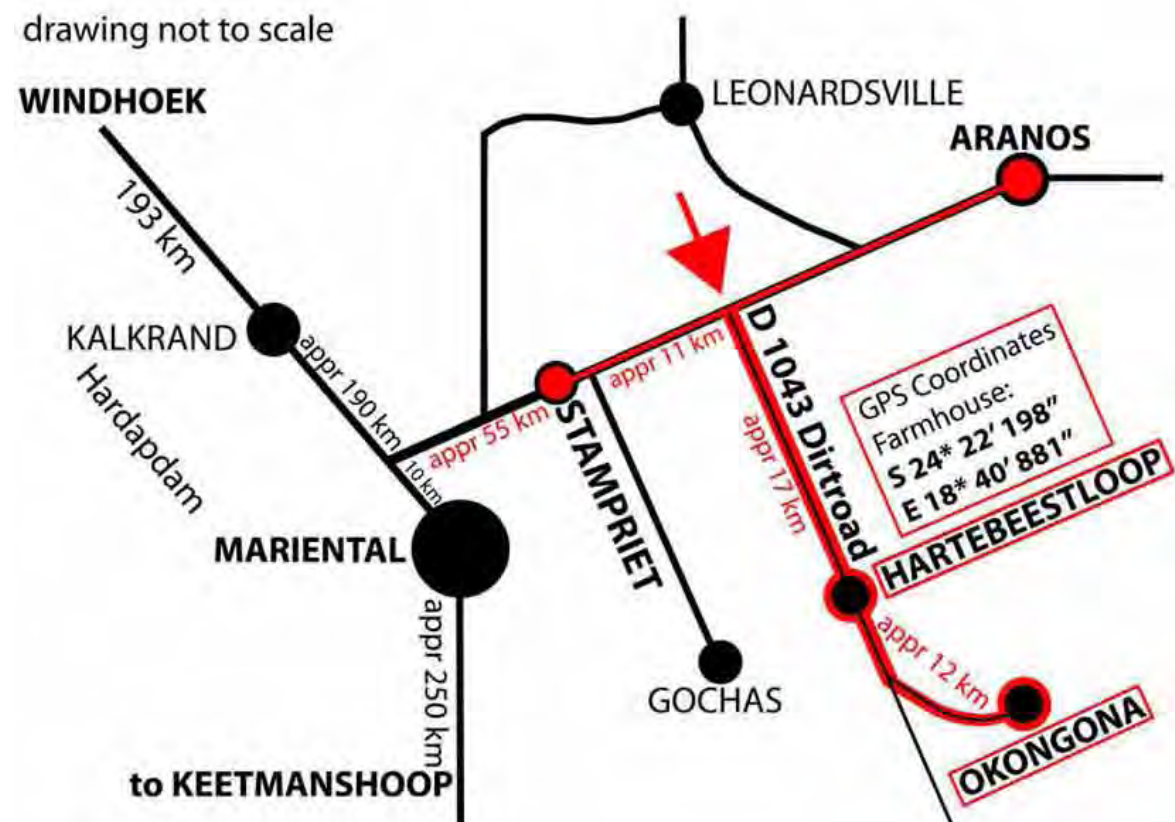 drawing not to scale
WINDHOEK
LEONARDSVILLE
ARANOS
193 km
KALKRAND
appr 190 km
Hardapdam
10 km
appr 55 km
STAMPRIET
appr 11 km
D 1043 Dirtroad
appr 17 km
GPS Coordinates
Farmhouse:
S 24* 22’ 198”
E 18* 40’ 881”
HARTEBEESTLOOP
MARIENTAL
appr 250 km
GOCHAS
appr 12 km
OKONGONA
to KEETMANSHOOP